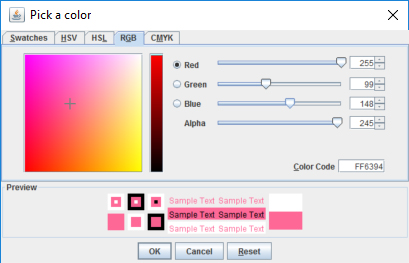 Pick a color
Swatches HSV HSL RGB CMYK
Red 255
Green 99
Blue 148
Alpha 245
Color Code FF6394
Preview
Sample Text Sample Text
Sample Text Sample Text
Sample Text Sample Text
OK Cancel Reset